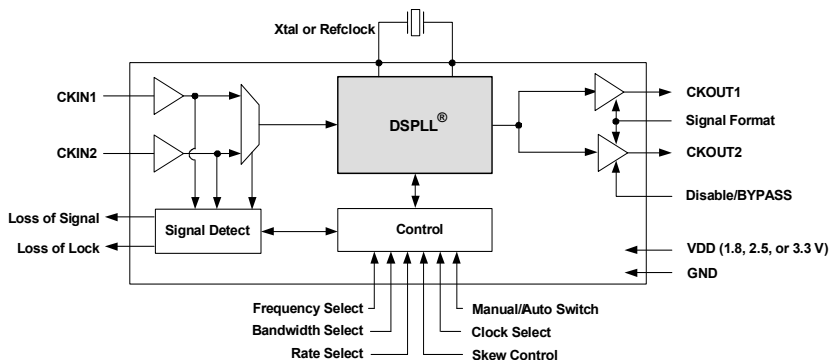 Xtal or Refclock
CKIN1
CKIN2
DSPLL®
CKOUT1
Signal Format
CKOUT2
Disable/BYPASS
Loss of Signal
Loss of Lock
Signal Detect
Control
VDD (1.8, 2.5, or 3.3 V)
GND
Frequency Select
Bandwidth Select
Rate Select
Manual/Auto Switch
Clock Select
Skew Control